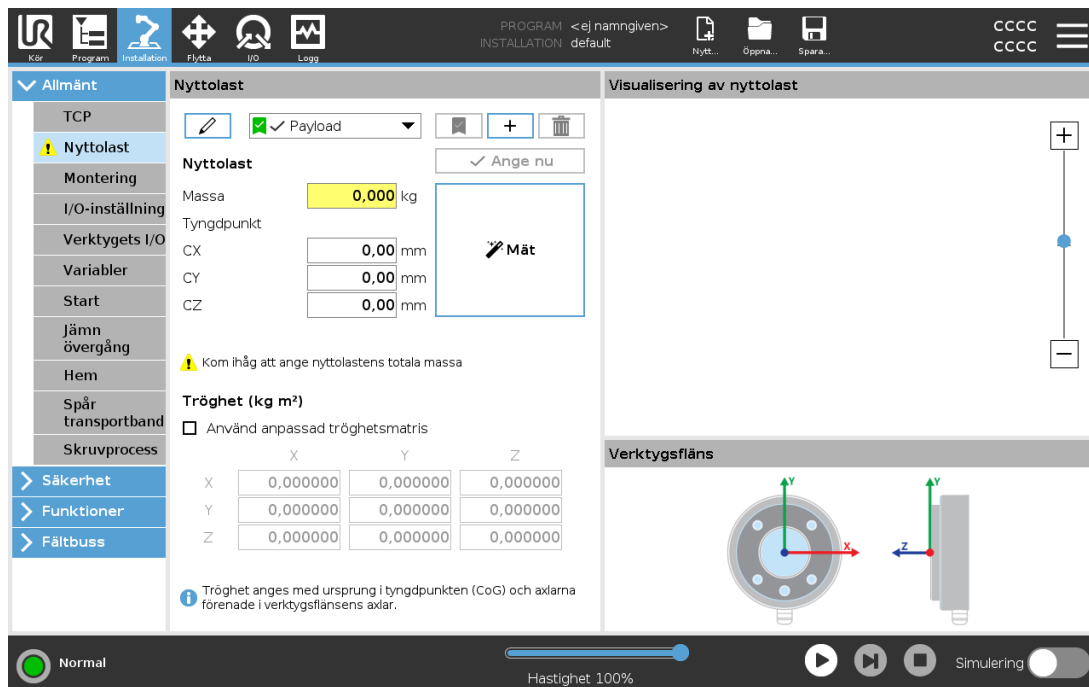 UR
Kör
Program
Installation
Flytta
I/O
Logg
PROGRAM <ej namngiven>
INSTALLATION default
Nytt...
Öppna...
Spara...
CCCC
CCCC
Allmänt
TCP
Nyttolast
Montering
I/O-inställning
Verktygets I/O
Variabler
Start
Jämn
övergång
Hem
Spår
transportband
Skruvprocess
Säkerhet
Funktioner
Fältbuss
Nyttolast
Payload
Nyttolast
Ange nu
Massa 0,000 kg
Tyngdpunkt
CX 0,00 mm
CY 0,00 mm
CZ 0,00 mm
Mät
Kom ihåg att ange nyttolastens totala massa
Tröghet (kg m²)
Använd anpassad tröghetsmatris
X Y Z
X 0,000000 0,000000 0,000000
Y 0,000000 0,000000 0,000000
Z 0,000000 0,000000 0,000000
Tröghet anges med ursprung i tyngdpunkten (CoG) och axlarna
förenade i verktygsflänsens axlar.
Visualisering av nyttolast
Verktygsfläns
Y
X
Y
Z
Normal
Hastighet 100%
Simulering